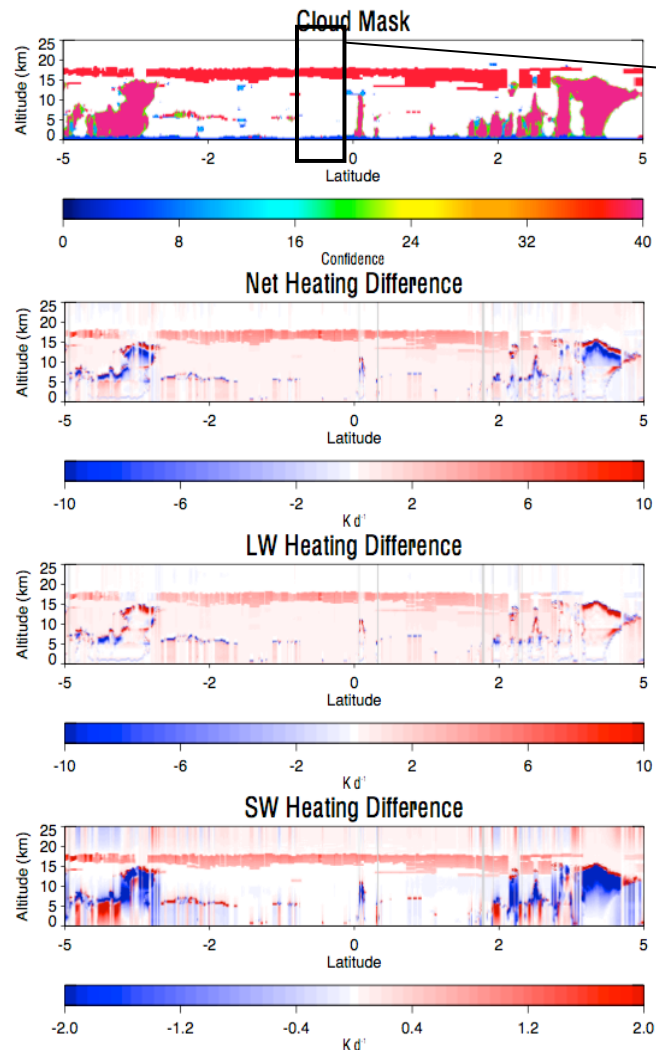 Cloud Mask
25
20
15
10
5
0
Altitude (km)
-5 -2 0 2 5
Latitude
0 8 16 24 32 40
Confidence
Net Heating Difference
25
20
15
10
5
0
Altitude (km)
-5 -2 0 2 5
Latitude
-10 -6 -2 2 6 10
K d⁻¹
LW Heating Difference
25
20
15
10
5
0
Altitude (km)
-5 -2 0 2 5
Latitude
-10 -6 -2 2 6 10
K d⁻¹
SW Heating Difference
25
20
15
10
5
0
Altitude (km)
-5 -2 0 2 5
Latitude
-2.0 -1.2 -0.4 0.4 1.2 2.0
K d⁻¹